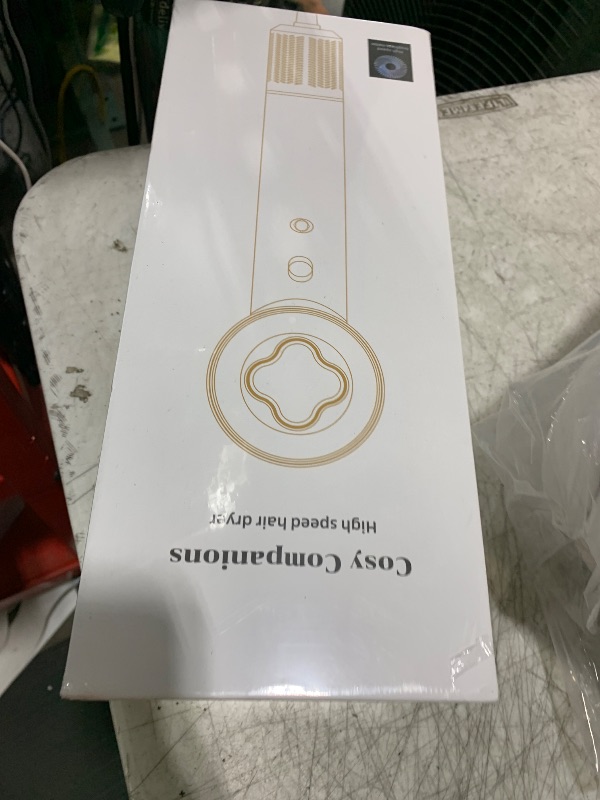 Cosy Companions
High speed hair dryer